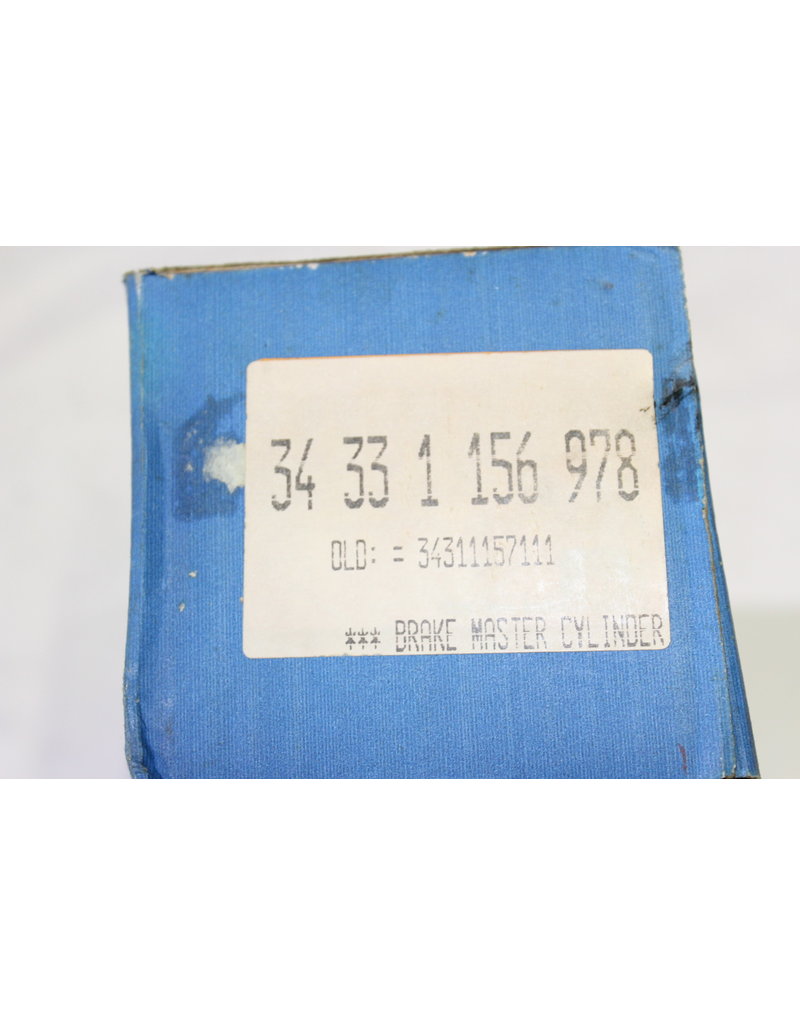 34 33 1 156 978
OLD: = 34311157111
*** BRAKE MASTER CYLINDER